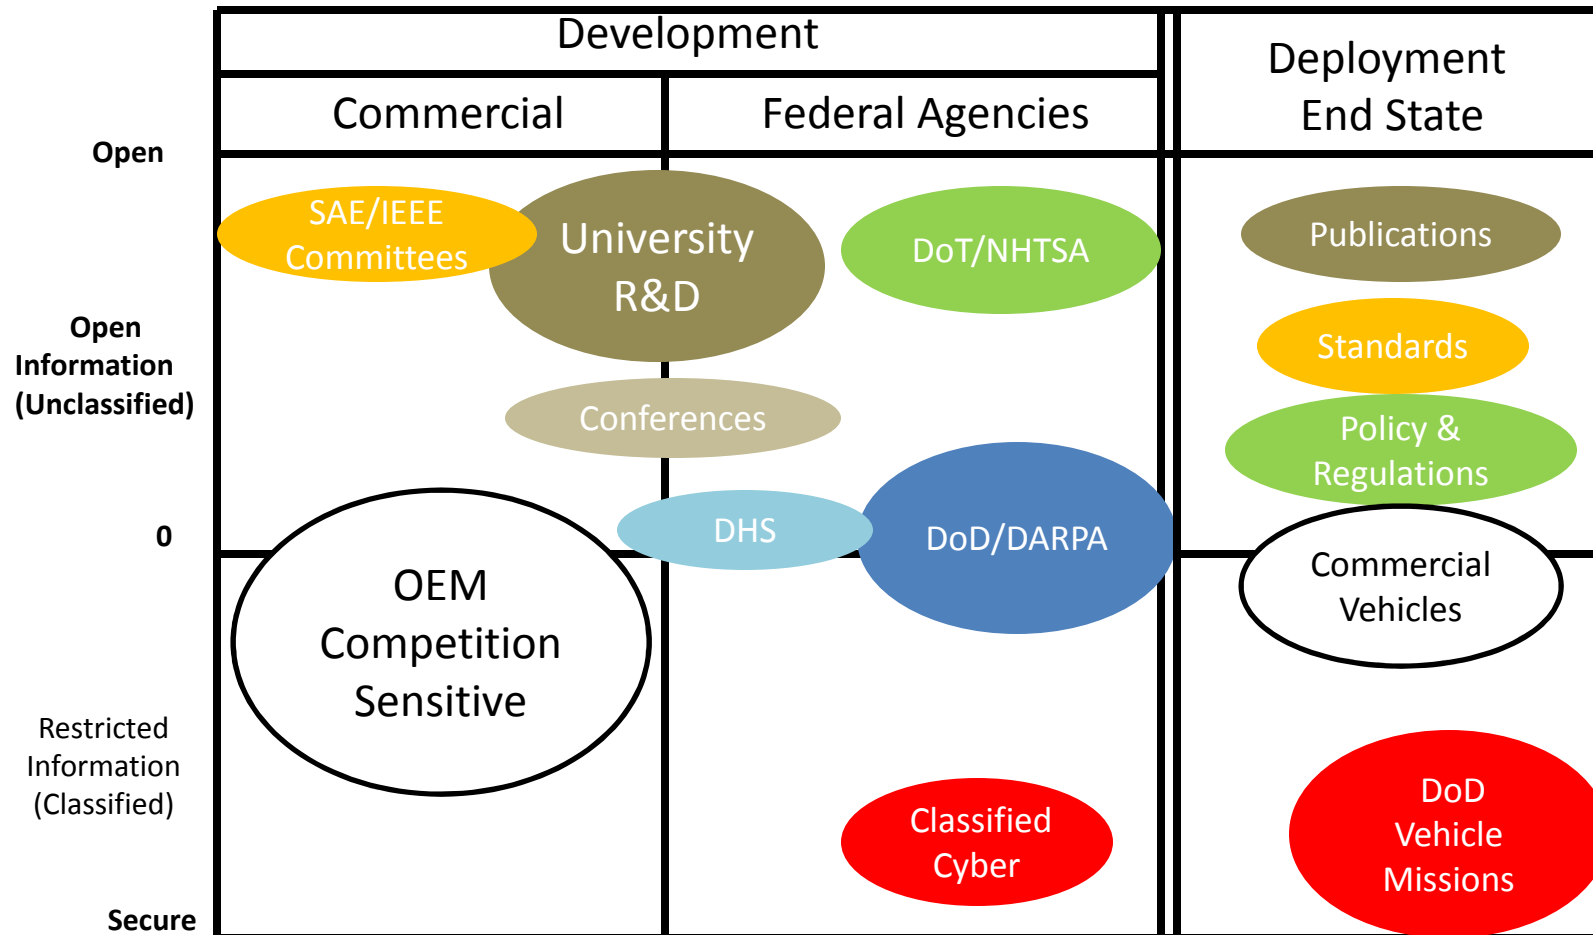 Development
Deployment
End State
Commercial
Federal Agencies
Open
SAE/IEEE
Committees
University
R&D
DoT/NHTSA
Publications
Open
Information
(Unclassified)
Standards
Conferences
Policy &
Regulations
0
DHS
DoD/DARPA
OEM
Competition
Sensitive
Commercial
Vehicles
Restricted
Information
(Classified)
Classified
Cyber
DoD
Vehicle
Missions
Secure